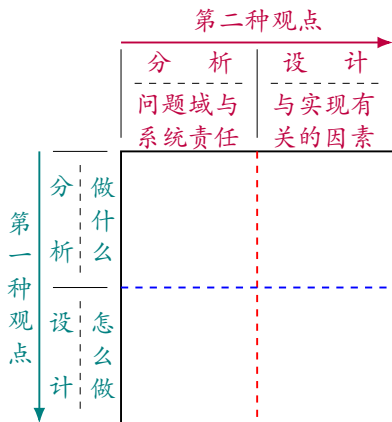 第二种观点
分 析
设 计
问题域与
系统责任
与实现有
关的因素
第一种观点
分析
做什么
设计
怎么做